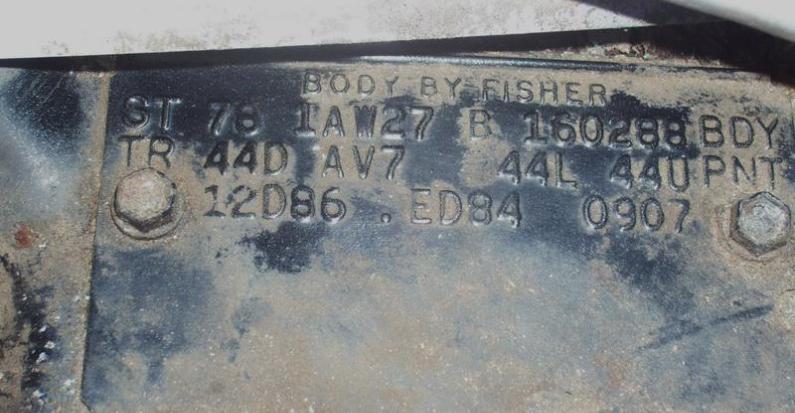 BODY BY FISHER
ST 78 1AW27 B 160288 BDY
TR 44D AV7 44L 44U PNT
12D86 .ED84 0907